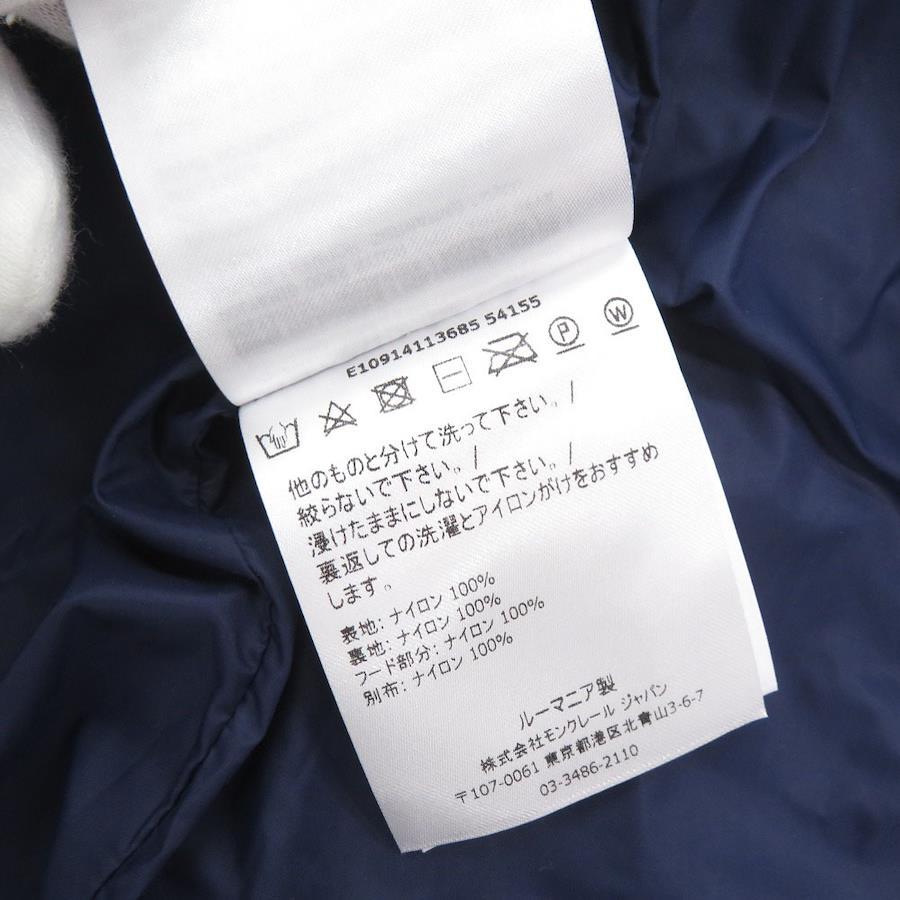 E10914113685 54155
P W
他のものと分けて洗って下さい。/
絞らないで下さい。/
浸けたままにしないで下さい。/
裏返しての洗濯とアイロンがけをおすすめ
します。
表地: ナイロン 100%
裏地: ナイロン 100%
フード部分: ナイロン 100%
別布: ナイロン 100%
ルーマニア製
株式会社モンクレール ジャパン
〒107-0061 東京都港区北青山3-6-7
03-3486-2110